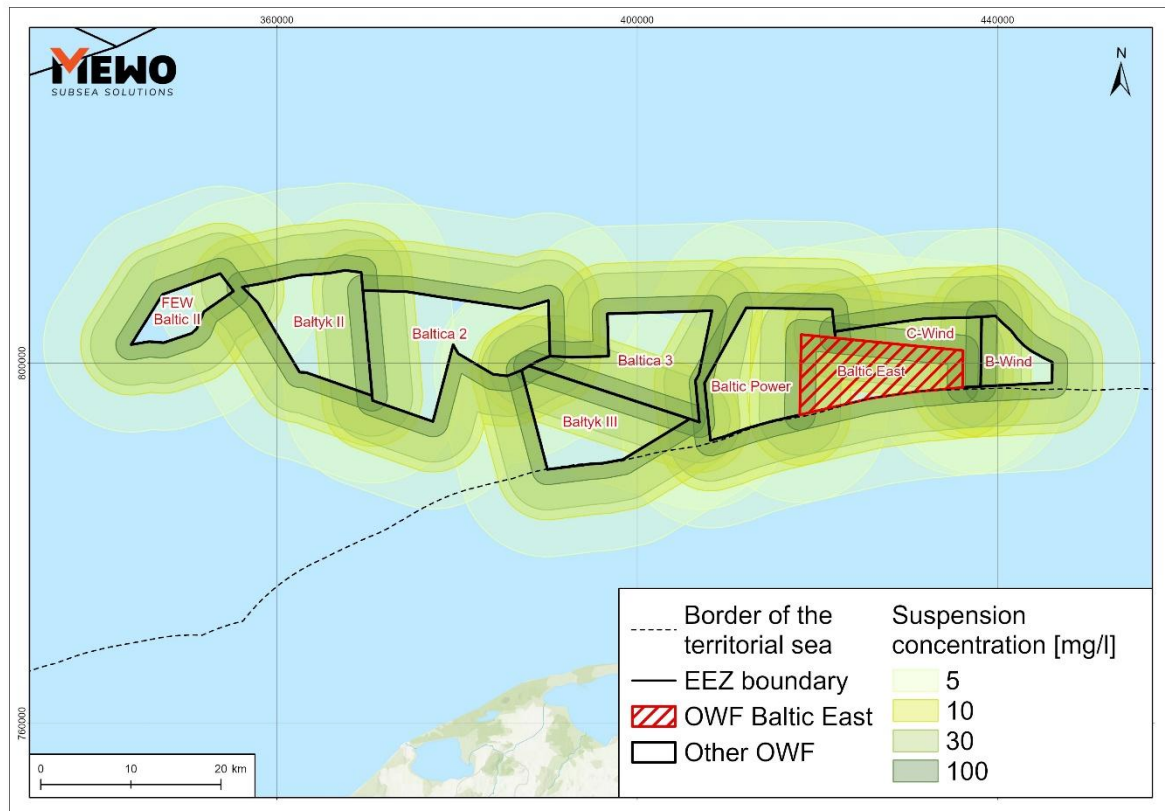 360000
400000
440000
MEWO
SUBSEA SOLUTIONS
N
FEW
Baltic II
Bałtyk II
Baltica 2
Baltica 3
Bałtyk III
Baltic Power
C-Wind
Baltic East
B-Wind
800000
760000
0 10 20 km
Border of the
territorial sea
EEZ boundary
OWF Baltic East
Other OWF
Suspension
concentration [mg/l]
5
10
30
100